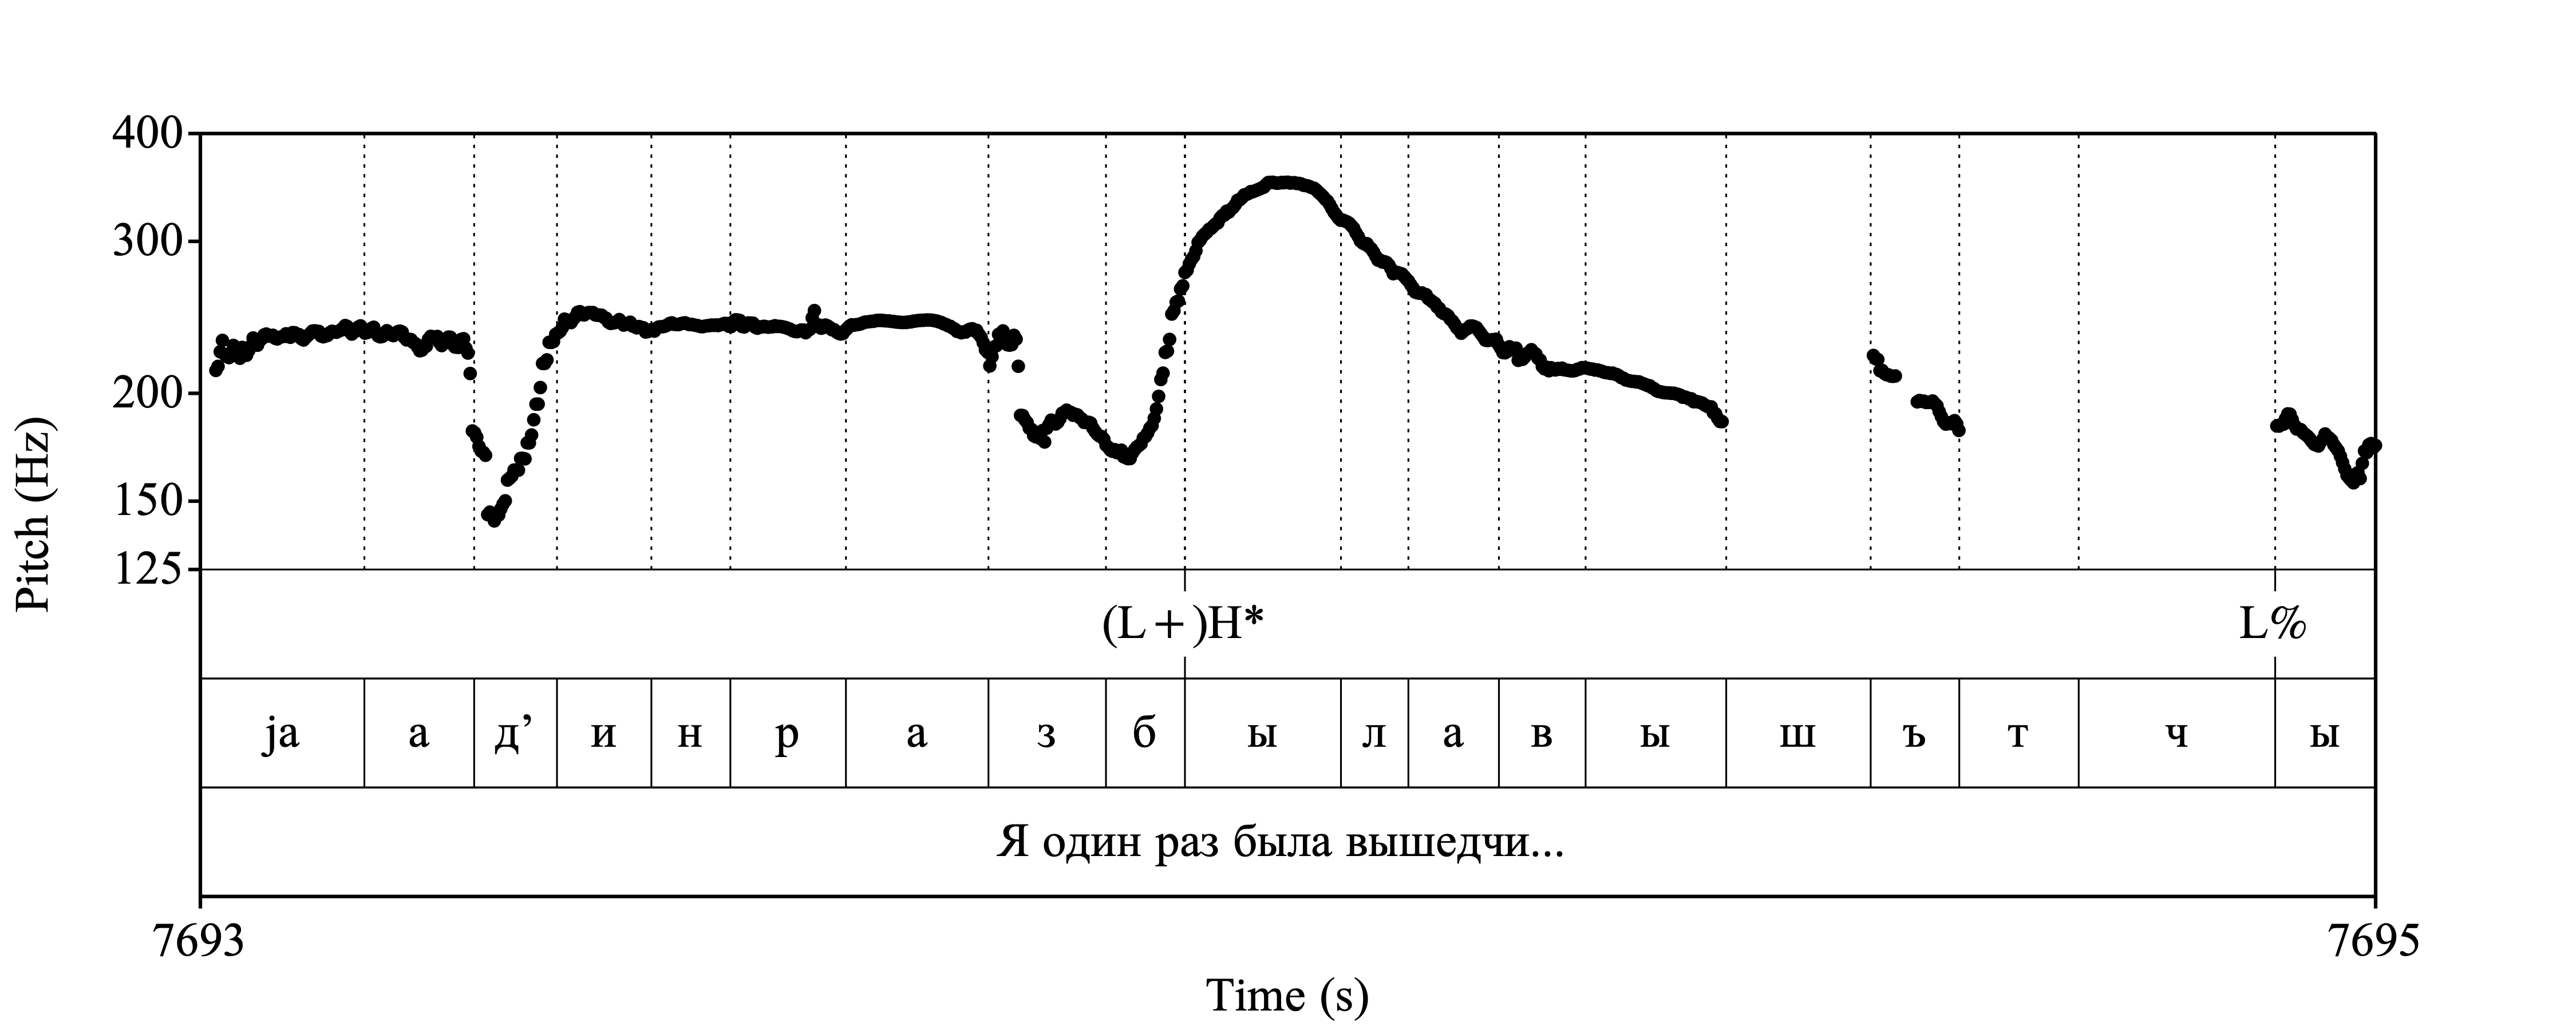 400
300
200
150
125
Pitch (Hz)
(L+)H* L%
ja а д’ и н р а з б ы л а в ы ш ъ т ч ы
Я один раз была вышедчи...
7693 7695
Time (s)